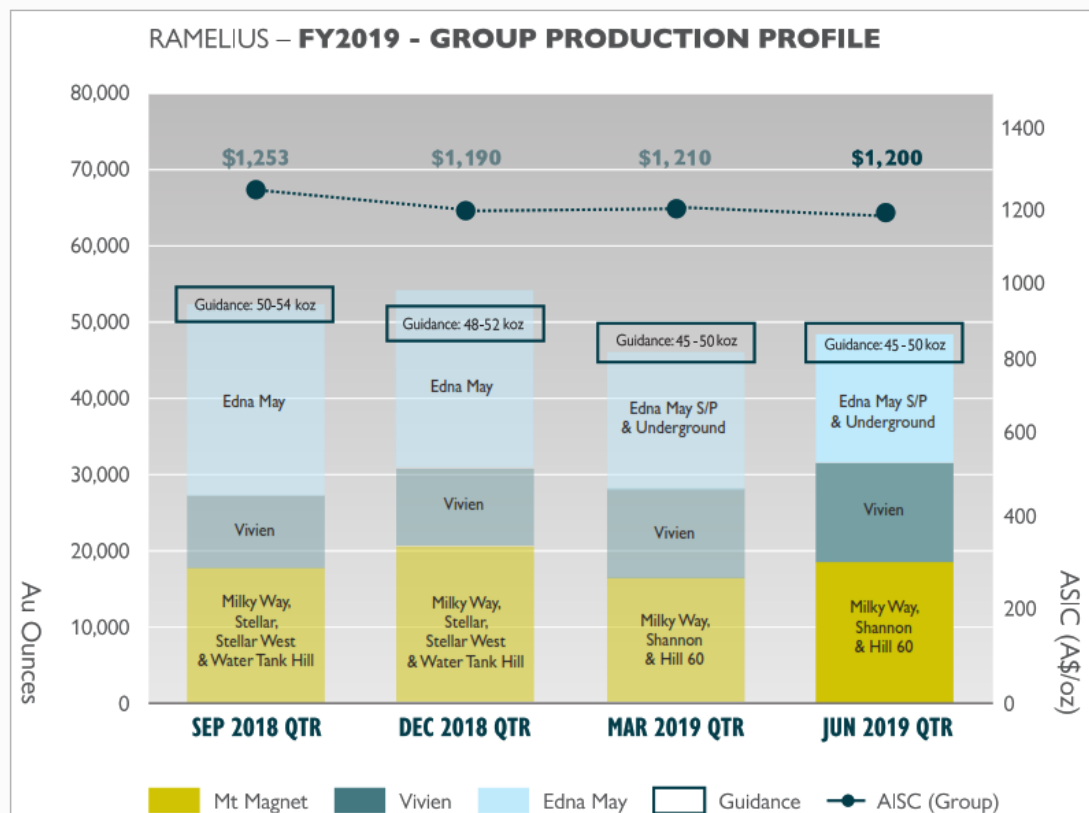 RAMELIUS – FY2019 - GROUP PRODUCTION PROFILE
80,000
70,000
60,000
50,000
40,000
30,000
20,000
10,000
0
Au Ounces
1400
1200
1000
800
600
400
200
0
ASIC (A$/oz)
$1,253
$1,190
$1,210
$1,200
Guidance: 50-54 koz
Edna May
Vivien
Milky Way,
Stellar,
Stellar West
& Water Tank Hill
Guidance: 48-52 koz
Edna May
Vivien
Milky Way,
Stellar,
Stellar West
& Water Tank Hill
Guidance: 45 - 50 koz
Edna May S/P
& Underground
Vivien
Milky Way,
Shannon
& Hill 60
Guidance: 45 - 50 koz
Edna May S/P
& Underground
Vivien
Milky Way,
Shannon
& Hill 60
SEP 2018 QTR
DEC 2018 QTR
MAR 2019 QTR
JUN 2019 QTR
Mt Magnet
Vivien
Edna May
Guidance
AISC (Group)